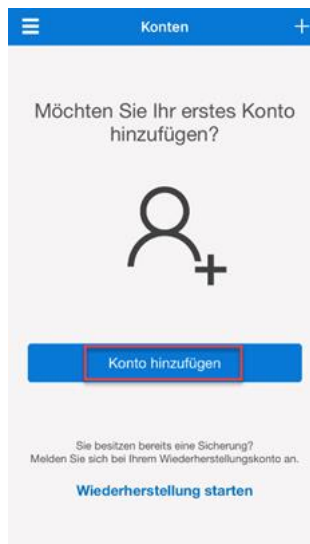 Konten
Möchten Sie Ihr erstes Konto
hinzufügen?
Konto hinzufügen
Sie besitzen bereits eine Sicherung?
Melden Sie sich bei Ihrem Wiederherstellungskonto an.
Wiederherstellung starten